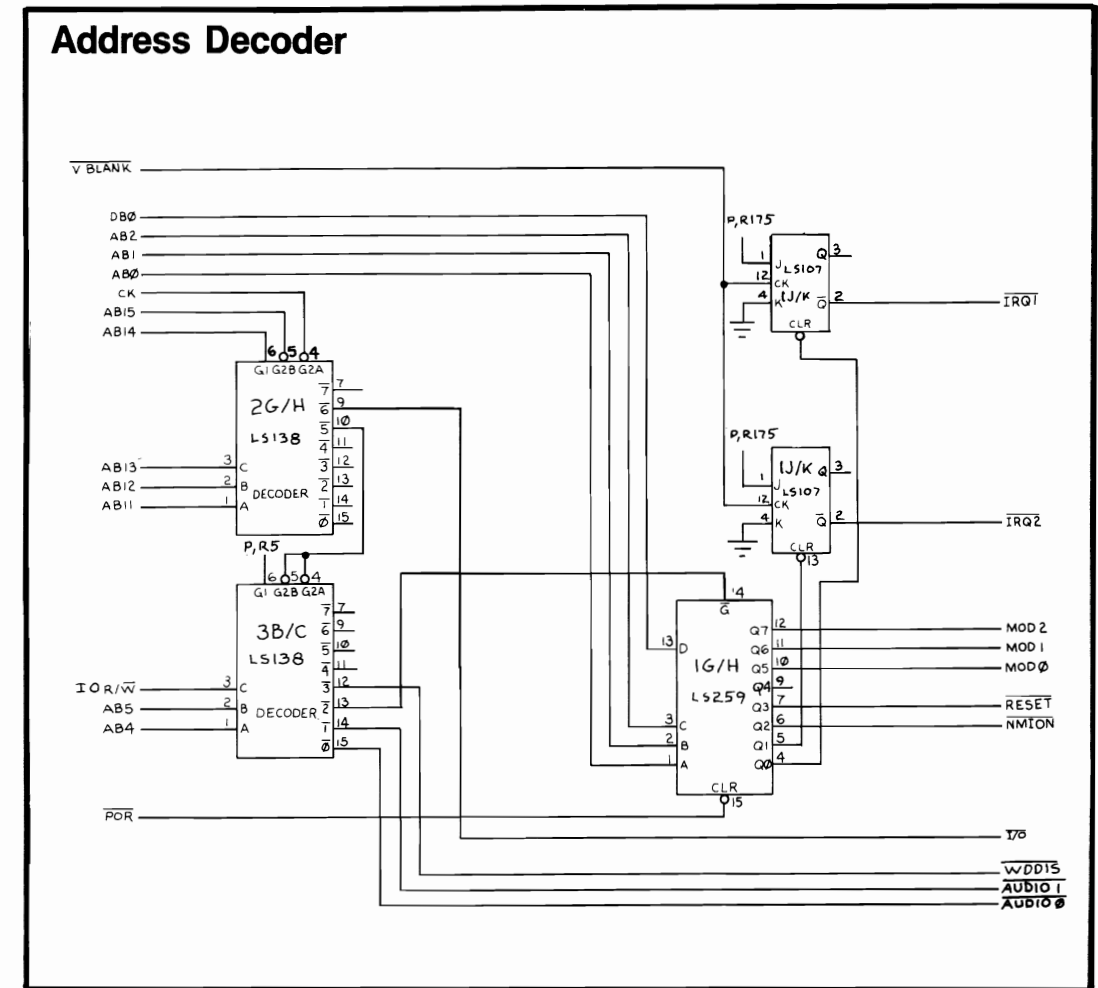 Address Decoder
V BLANK
DBØ
AB2
AB1
ABØ
CK
AB15
AB14
6 5 4
G1 G2B G2A
2G/H
LS138
DECODER
AB13 3 C
AB12 2 B
AB11 1 A
7 7
6 9
5 10
4 11
3 12
2 13
1 14
Ø 15
P,R5
6 5 4
G1 G2B G2A
3B/C
LS138
DECODER
IOR/W 3 C
AB5 2 B
AB4 1 A
7 7
6 9
5 10
4 11
3 12
2 13
1 14
Ø 15
POR
P,R175
1 J
12 CK
4 K
LS107
1J/K
Q 3
Q 2
CLR
IRQ1
P,R175
1J/K
LS107
1 J
12 CK
4 K
Q 3
Q 2
CLR
13
IRQ2
14
G
13 D
1G/H
LS259
3 C
2 B
1 A
Q7 12 MOD2
Q6 11 MOD1
Q5 10 MODØ
Q4 9
Q3 7 RESET
Q2 6 NMION
Q1 5
QØ 4
CLR
15
I/O
WDDIS
AUDIO 1
AUDIO Ø